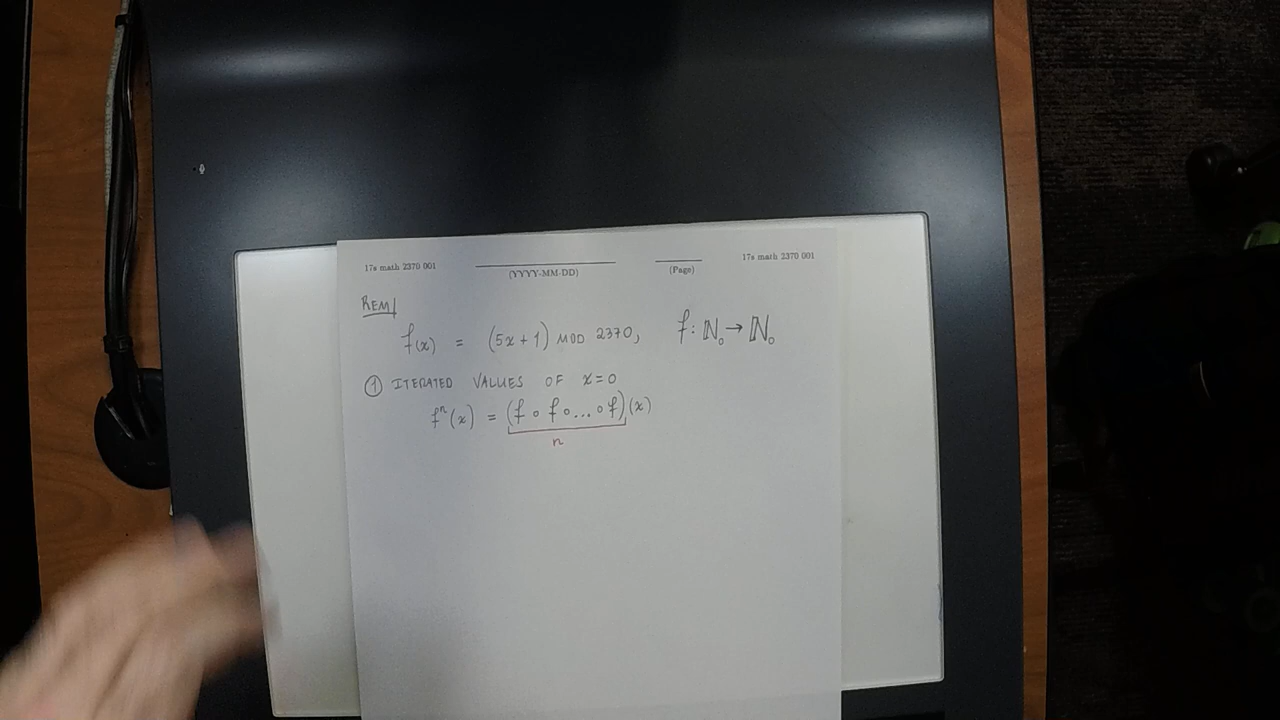 17s math 2370 001 (YYYY-MM-DD) (Page) 17s math 2370 001
REM
f(x) = (5x+1) MOD 2370, f: ℕ₀ → ℕ₀
① ITERATED VALUES OF x=0
fⁿ(x) = (f ∘ f ∘ ... ∘ f)(x)
n